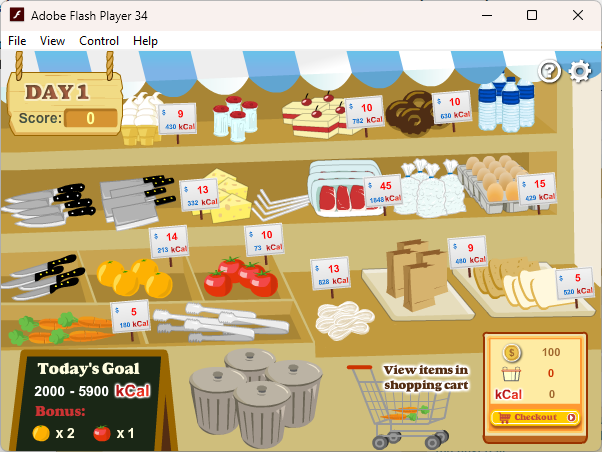 Adobe Flash Player 34
File View Control Help
DAY 1
Score: 0
$ 9
430 kCal
$ 10
782 kCal
$ 10
630 kCal
$ 13
332 kCal
$ 45
1848 kCal
$ 15
429 kCal
$ 14
213 kCal
$ 10
73 kCal
$ 13
828 kCal
$ 9
480 kCal
$ 5
520 kCal
$ 5
180 kCal
Today's Goal
2000 - 5900 kCal
Bonus:
x 2 x 1
View items in
shopping cart
$ 100
0
kCal 0
Checkout